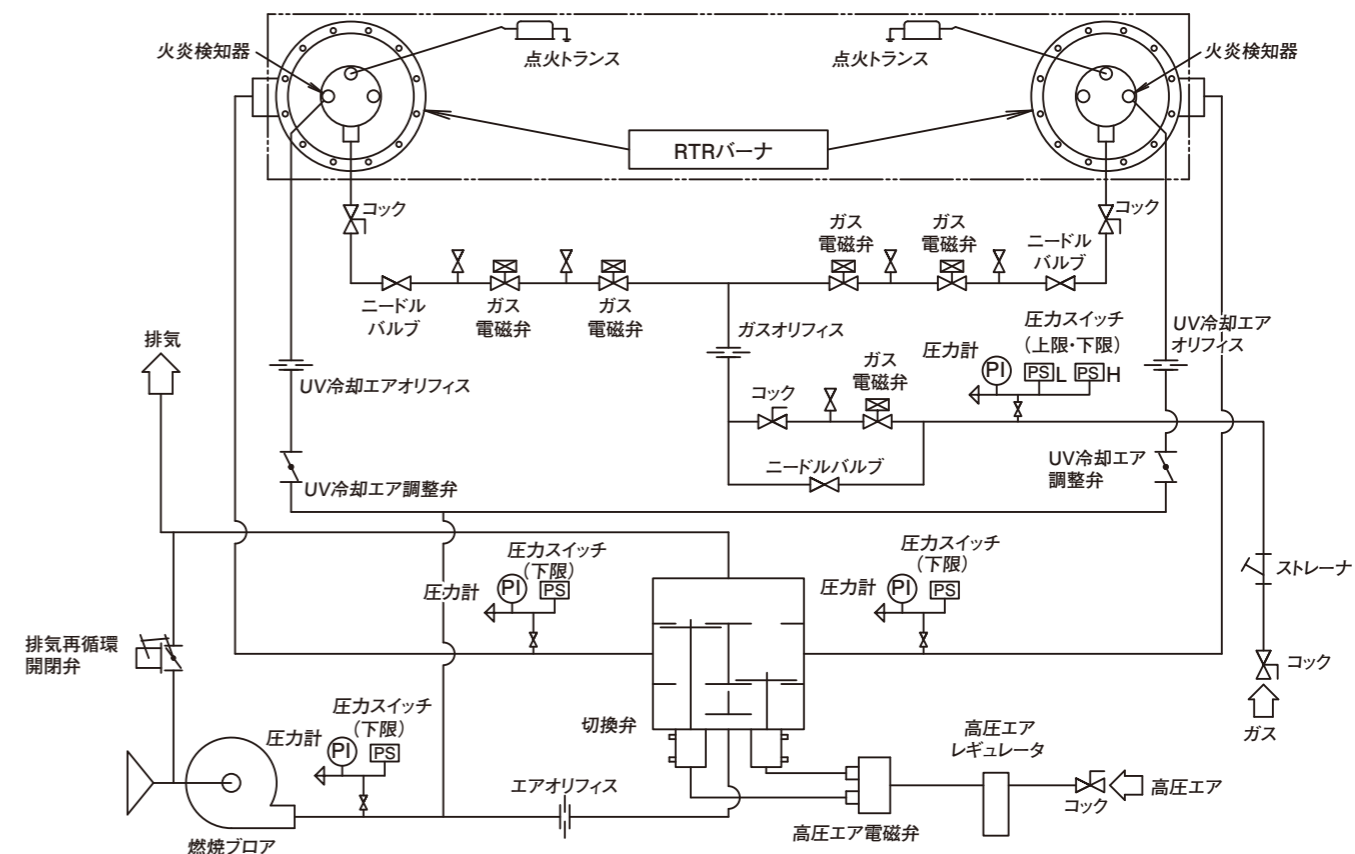 火炎検知器
点火トランス
点火トランス
火炎検知器
RTRバーナ
コック
コック
ガス
電磁弁
ガス
電磁弁
ニードル
バルブ
ニードル
バルブ
ガス
電磁弁
ガス
電磁弁
ガスオリフィス
圧力スイッチ
(上限・下限)
圧力計
PI
PS
L
PS
H
UV冷却エア
オリフィス
排気
UV冷却エアオリフィス
コック
ガス
電磁弁
ニードルバルブ
UV冷却エア
調整弁
UV冷却エア調整弁
圧力スイッチ
(下限)
圧力計
PI
PS
圧力スイッチ
(下限)
圧力計
PI
PS
ストレーナ
排気再循環
開閉弁
コック
ガス
切換弁
圧力スイッチ
(下限)
圧力計
PI
PS
高圧エア
レギュレータ
エアオリフィス
コック
高圧エア
高圧エア電磁弁
燃焼ブロア